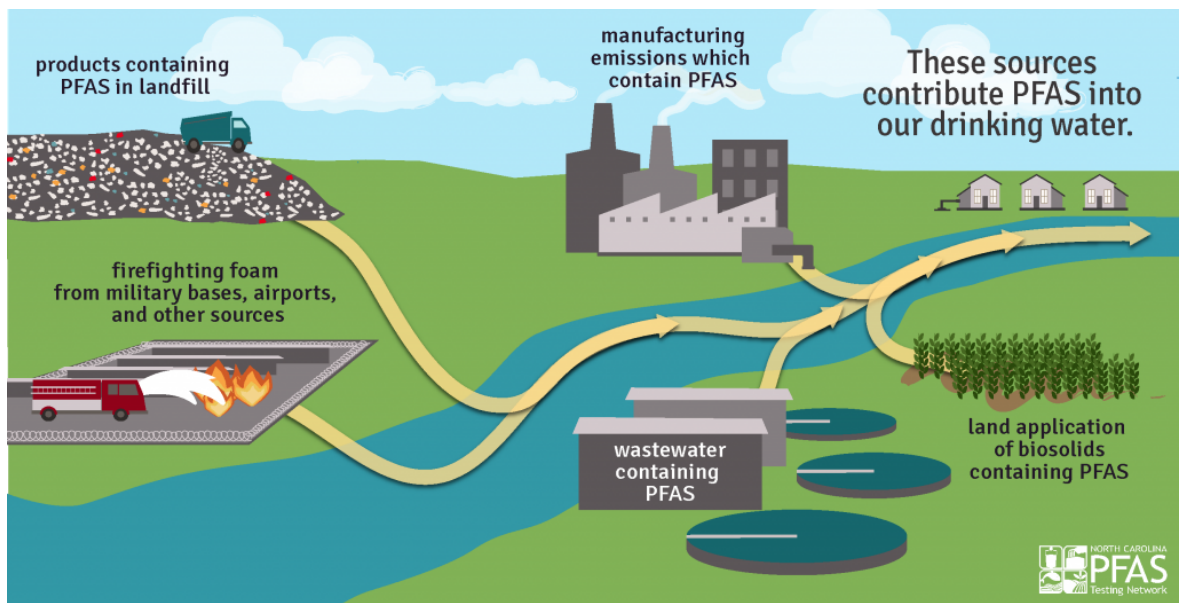 products containing
PFAS in landfill
manufacturing
emissions which
contain PFAS
These sources
contribute PFAS into
our drinking water.
firefighting foam
from military bases, airports,
and other sources
wastewater
containing
PFAS
land application
of biosolids
containing PFAS
NORTH CAROLINA
PFAS
Testing Network